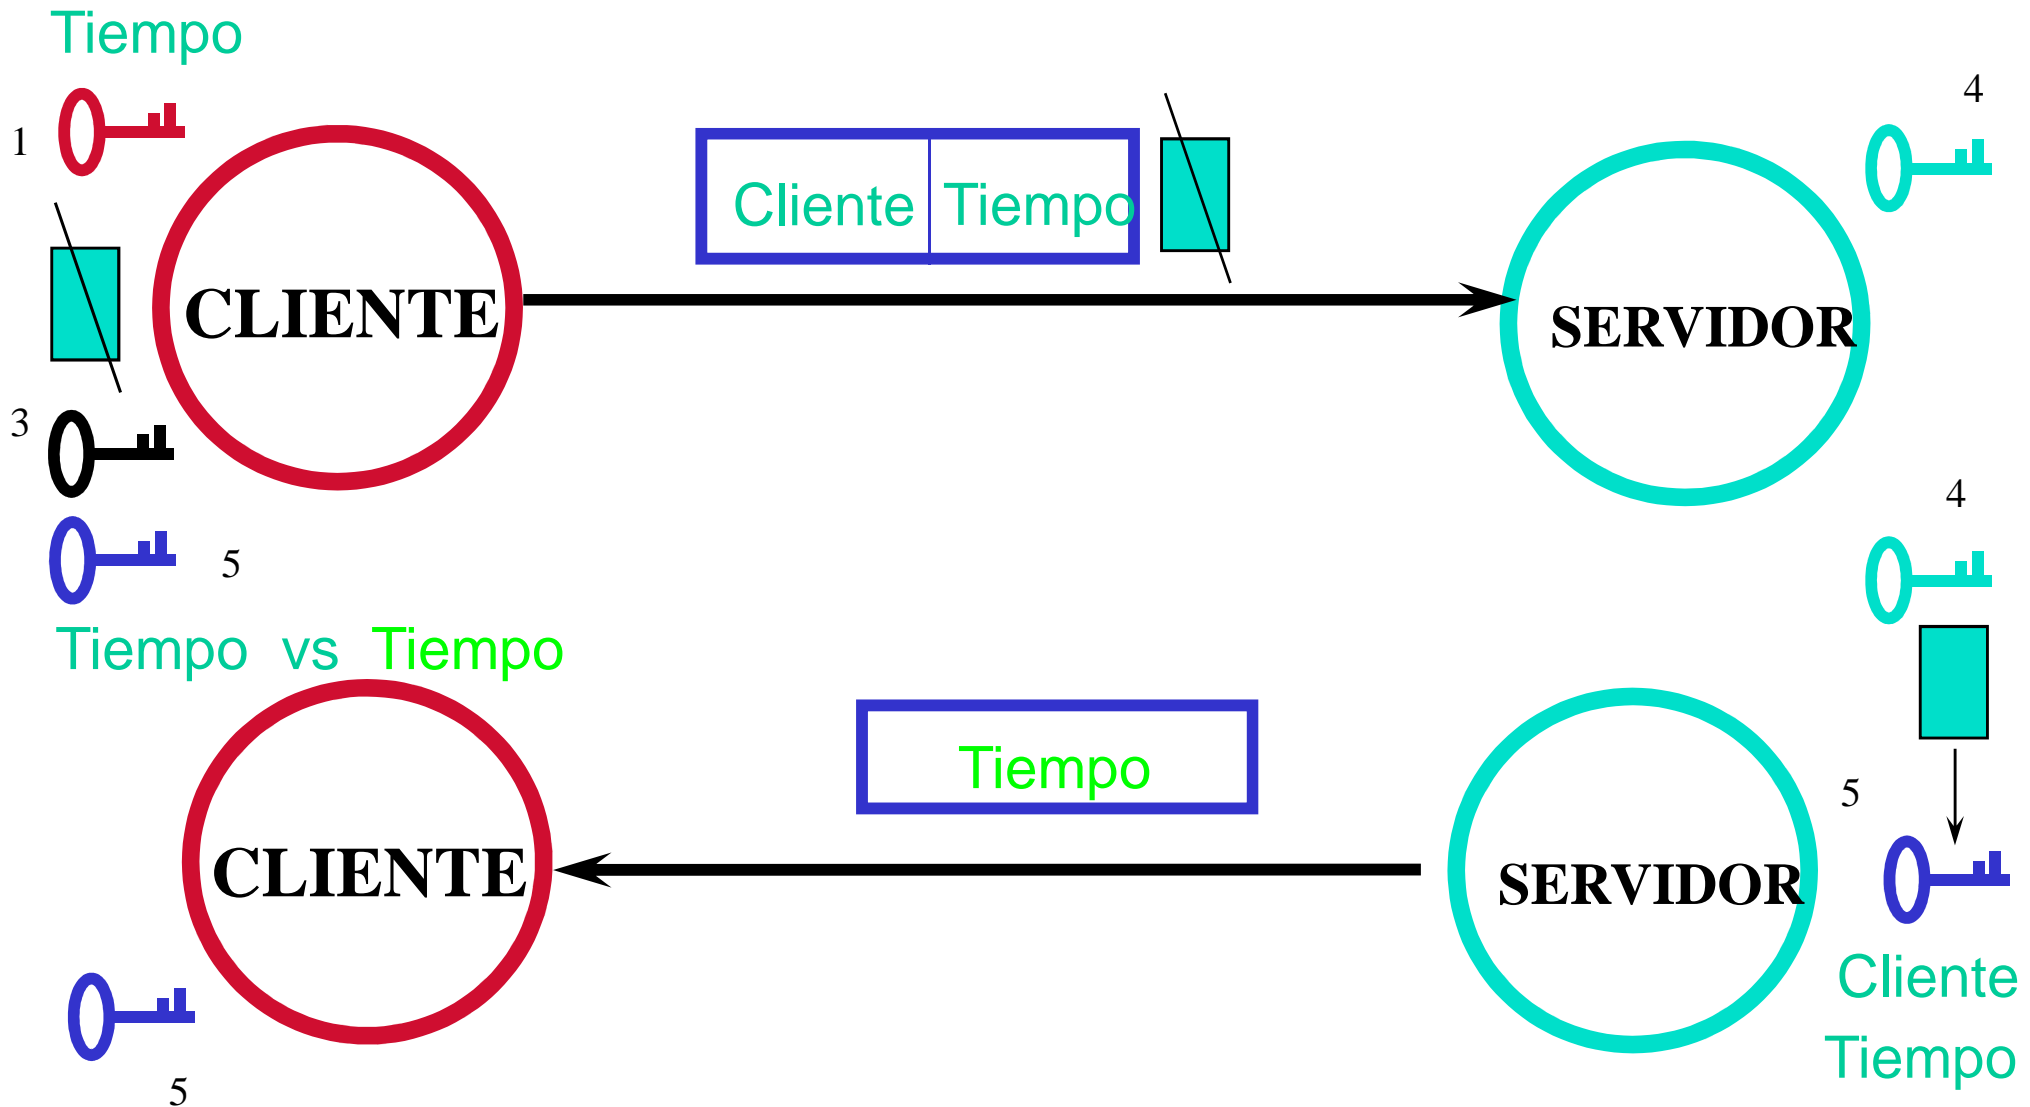 Tiempo
1
4
Cliente Tiempo
CLIENTE
SERVIDOR
3
5
4
Tiempo vs Tiempo
Tiempo
5
CLIENTE
SERVIDOR
Cliente
Tiempo
5